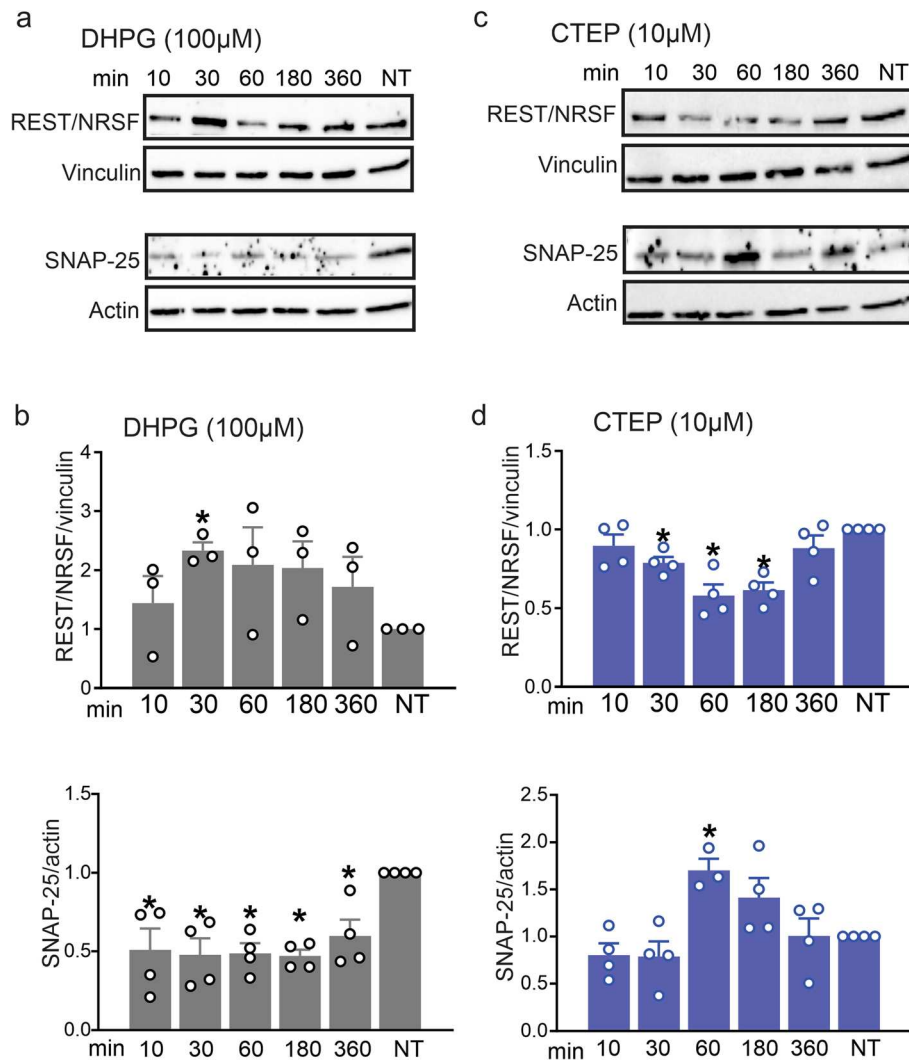 a
DHPG (100µM)
min 10 30 60 180 360 NT
REST/NRSF
Vinculin
SNAP-25
Actin
c
CTEP (10µM)
min 10 30 60 180 360 NT
REST/NRSF
Vinculin
SNAP-25
Actin
b
DHPG (100µM)
REST/NRSF/vinculin
4
3
2
1
0
*
min 10 30 60 180 360 NT
SNAP-25/actin
1.5
1.0
0.5
0.0
* * * * *
min 10 30 60 180 360 NT
d
CTEP (10µM)
REST/NRSF/vinculin
1.5
1.0
0.5
0.0
* * *
min 10 30 60 180 360 NT
SNAP-25/actin
2.5
2.0
1.5
1.0
0.5
0.0
*
min 10 30 60 180 360 NT